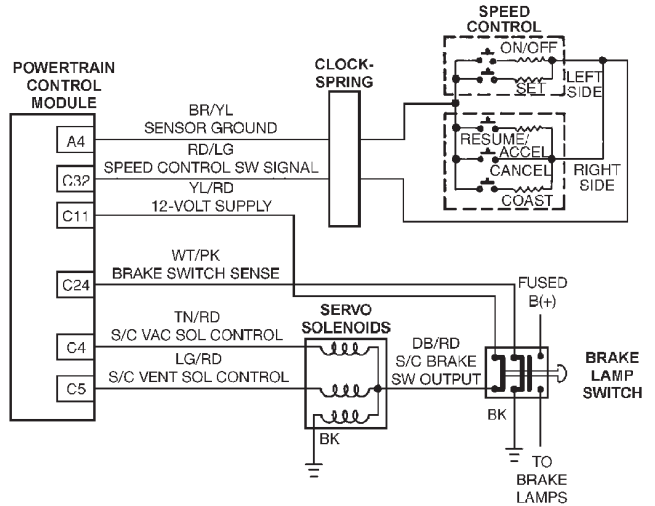 SPEED
CONTROL
ON/OFF
SET
LEFT
SIDE
POWERTRAIN
CONTROL
MODULE
CLOCK-
SPRING
BR/YL
A4
SENSOR GROUND
RD/LG
C32
SPEED CONTROL SW SIGNAL
YL/RD
C11
12-VOLT SUPPLY
RESUME/
ACCEL
CANCEL
COAST
RIGHT
SIDE
WT/PK
C24
BRAKE SWITCH SENSE
FUSED
B(+)
TN/RD
C4
S/C VAC SOL CONTROL
LG/RD
C5
S/C VENT SOL CONTROL
SERVO
SOLENOIDS
BK
DB/RD
S/C BRAKE
SW OUTPUT
BK
BRAKE
LAMP
SWITCH
TO
BRAKE
LAMPS